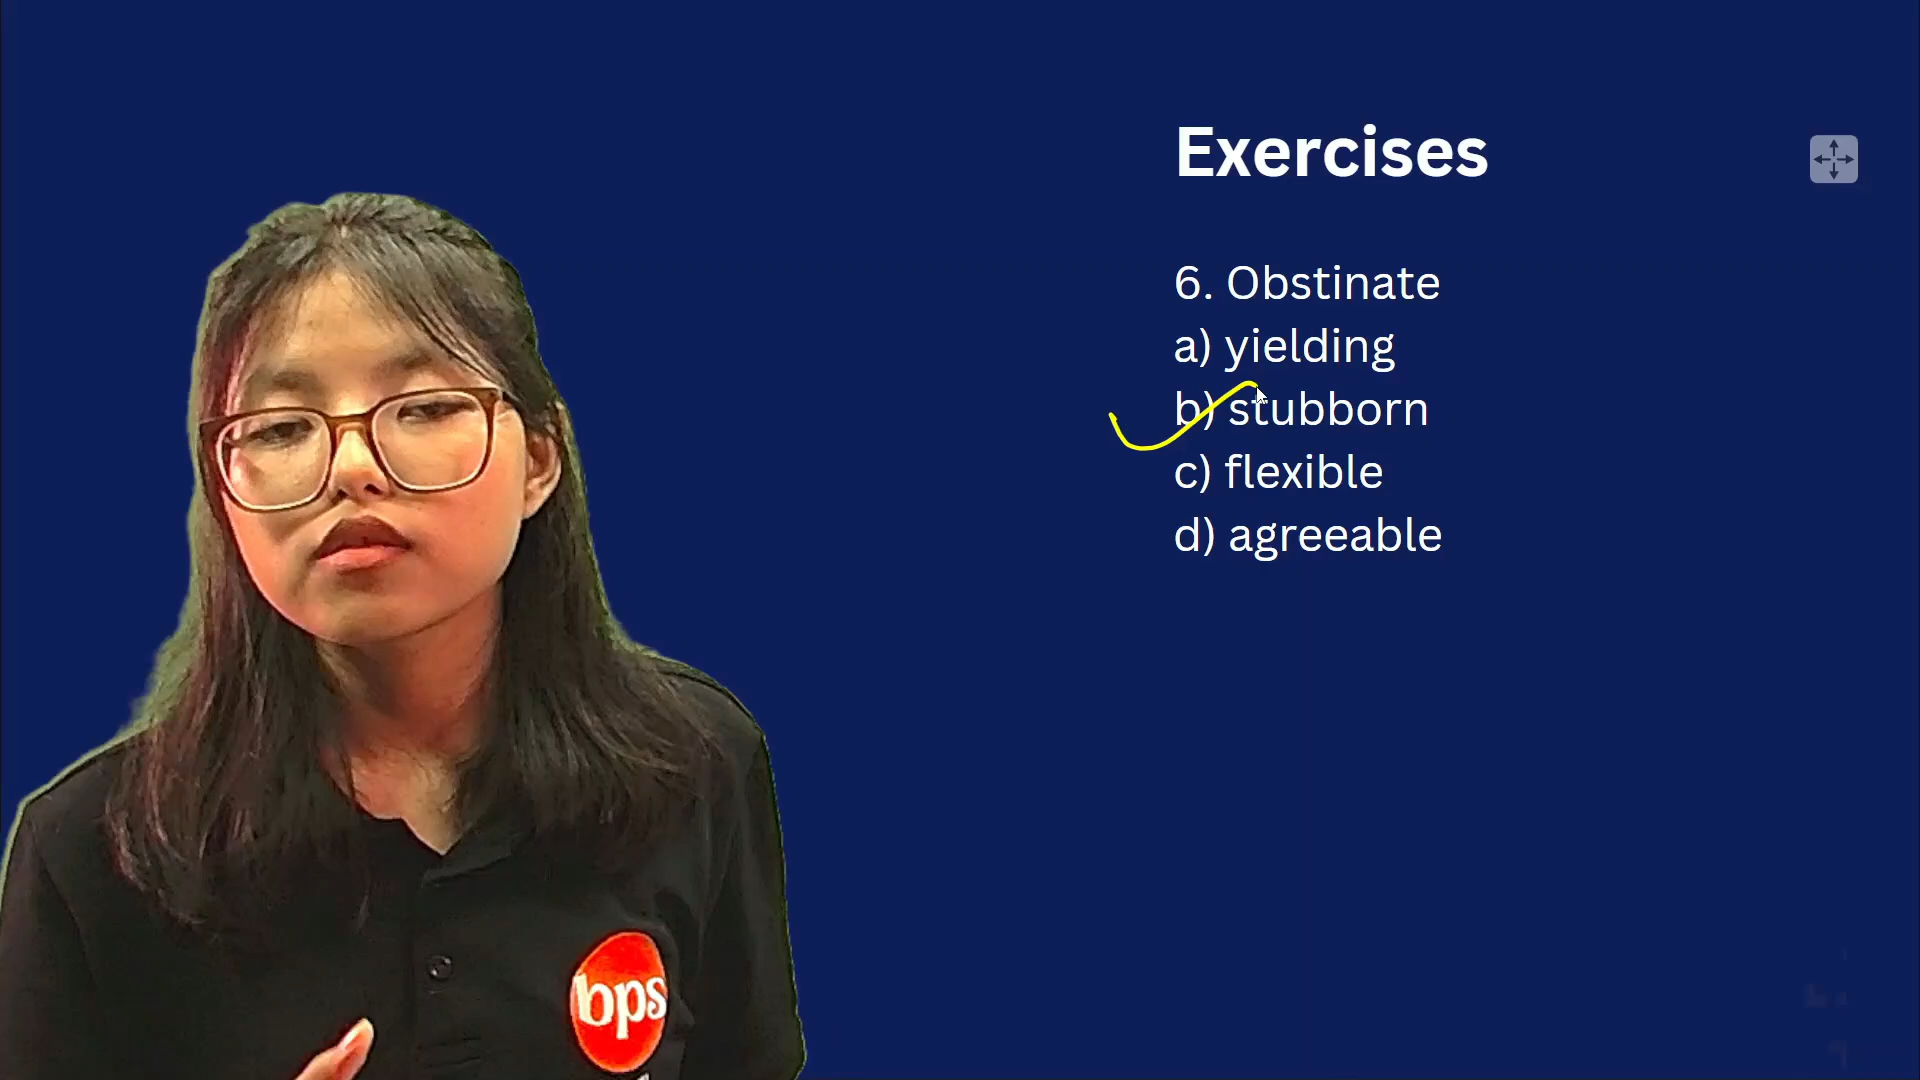 Exercises
6. Obstinate
a) yielding
b) stubborn
c) flexible
d) agreeable
bps